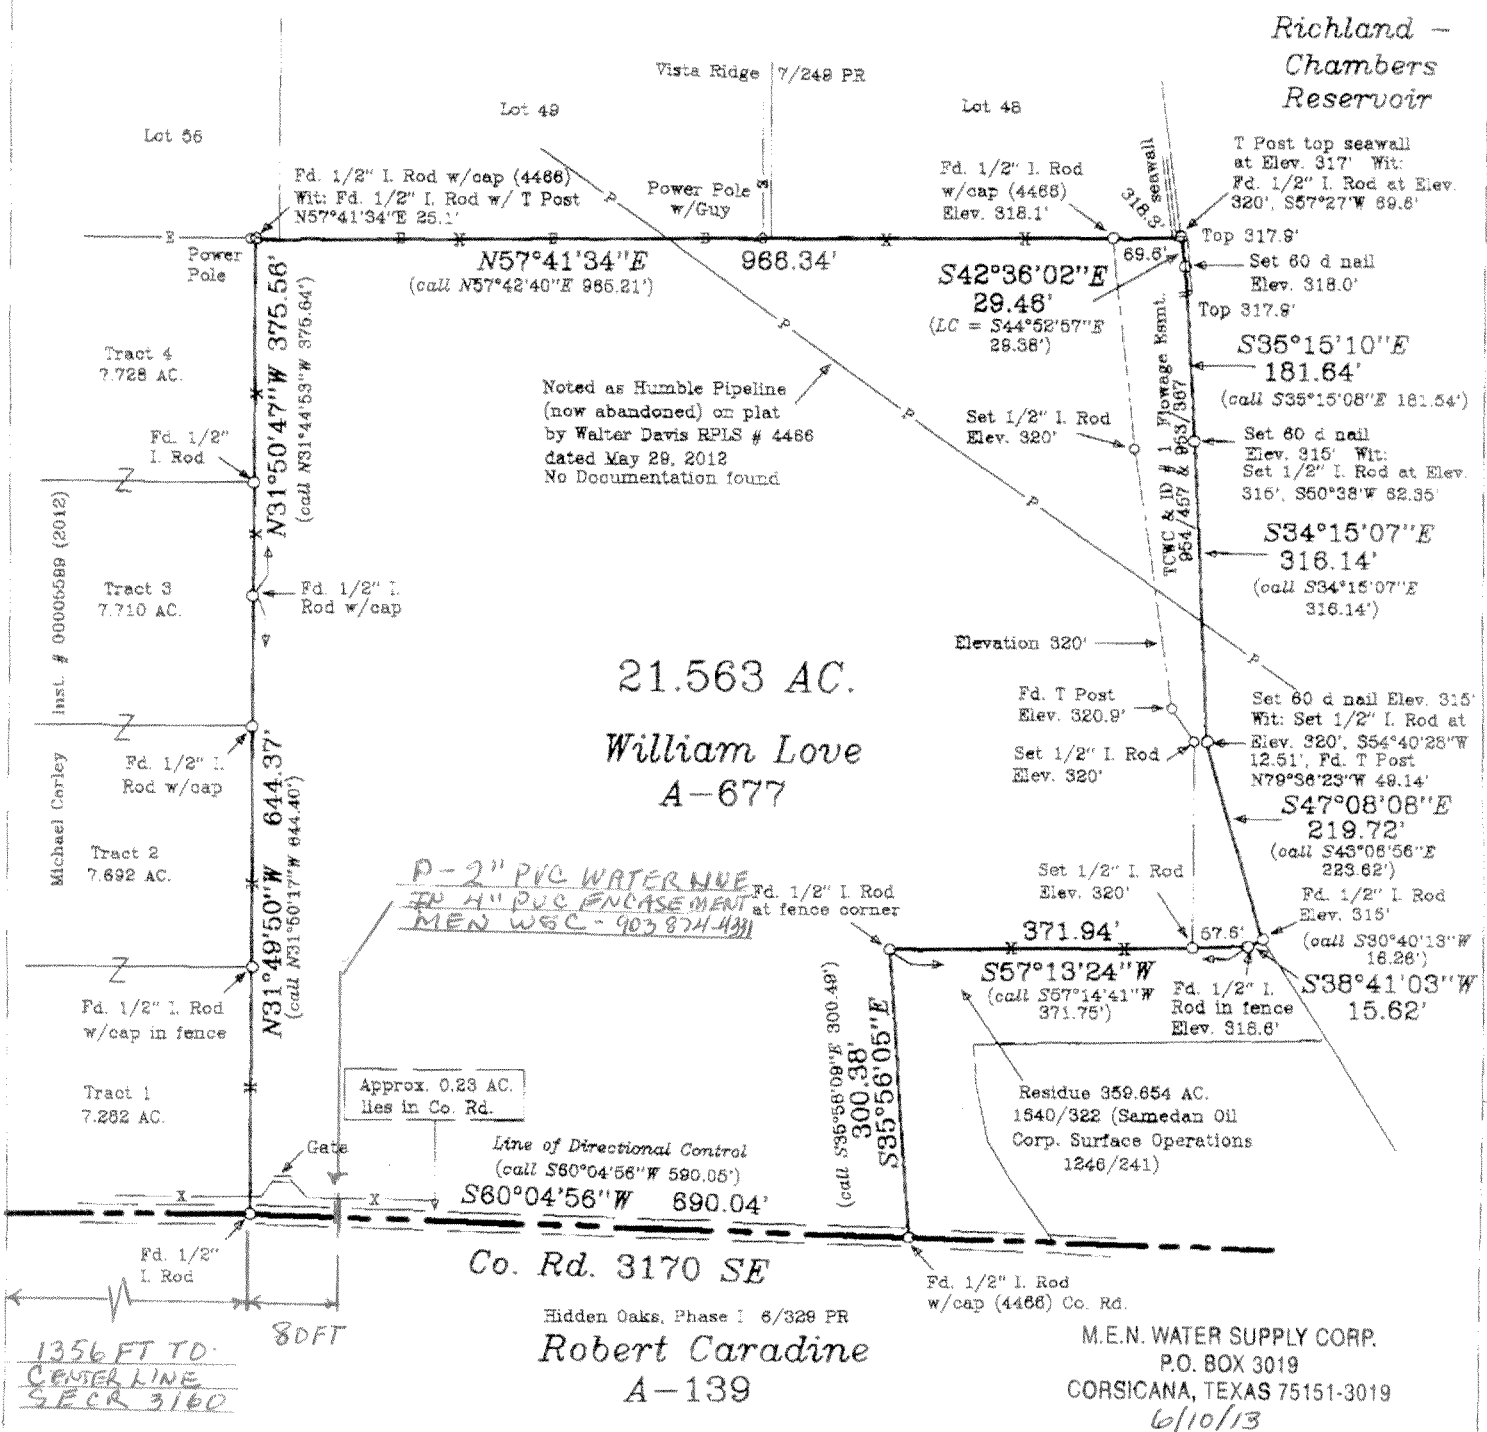 Richland -
Chambers
Reservoir
Vista Ridge 7/249 PR
Lot 56
Lot 49
Lot 48
seawall
318.3'
T Post top seawall
at Elev. 317' Wit:
Fd. 1/2" I. Rod at Elev.
320', S57°27'W 69.6'
Fd. 1/2" I. Rod w/cap (4466)
Wit: Fd. 1/2" I. Rod w/ T Post
N57°41'34"E 25.1'
Power Pole
w/Guy
Fd. 1/2" I. Rod
w/cap (4466)
Elev. 318.1'
Power
Pole
N57°41'34"E 966.34'
(call N57°42'40"E 966.21')
69.6'
Top 317.9'
Set 60 d nail
Elev. 318.0'
Top 317.9'
S42°36'02"E
29.46'
(LC = S44°52'57"E
29.38')
S35°15'10"E
181.64'
(call S35°15'08"E 181.54')
N31°50'47"W 375.56'
(call N31°44'53"W 375.64')
Tract 4
7.728 AC.
Noted as Humble Pipeline
(now abandoned) on plat
by Walter Davis RPLS # 4466
dated May 29, 2012
No Documentation found
TCWC & ID # 1 Flowage Esmt.
954/457 & 953/367
Set 1/2" I. Rod
Elev. 320'
Set 60 d nail
Elev. 315' Wit:
Set 1/2" I. Rod at Elev.
315', S50°38'W 62.35'
Fd. 1/2"
I. Rod
S34°15'07"E
316.14'
(call S34°15'07"E
316.14')
Inst. # 00005599 (2012)
Michael Carley
Tract 3
7.710 AC.
Fd. 1/2" I.
Rod w/cap
Elevation 320'
21.563 AC.
William Love
A-677
Fd. T Post
Elev. 320.9'
Set 1/2" I. Rod
Elev. 320'
Set 60 d nail Elev. 315'
Wit: Set 1/2" I. Rod at
Elev. 320', S54°40'28"W
12.51', Fd. T Post
N79°36'23"W 49.14'
Fd. 1/2" I.
Rod w/cap
S47°08'08"E
219.72'
(call S43°06'56"E
223.62')
N31°49'50"W 644.37'
(call N31°50'17"W 644.40')
Tract 2
7.692 AC.
P-2" PVC WATER LINE
IN 4" PVC ENCASEMENT
MEN WSC - 903 874-4331
Fd. 1/2" I. Rod
at fence corner
Set 1/2" I. Rod
Elev. 320'
Fd. 1/2" I. Rod
Elev. 315'
371.94'
57.6'
(call S30°40'13"W
16.26')
S57°13'24"W
(call S57°14'41"W
371.75')
S38°41'03"W
15.62'
Fd. 1/2" I.
Rod in fence
Elev. 318.6'
Fd. 1/2" I. Rod
w/cap in fence
(call S35°58'09"E 300.49')
300.38'
S35°56'05"E
Tract 1
7.262 AC.
Approx. 0.23 AC.
lies in Co. Rd.
Residue 359.654 AC.
1540/322 (Samedan Oil
Corp. Surface Operations
1246/241)
Gate
Line of Directional Control
(call S60°04'56"W 590.05')
S60°04'56"W 690.04'
Fd. 1/2"
I. Rod
Co. Rd. 3170 SE
Fd. 1/2" I. Rod
w/cap (4466) Co. Rd.
80FT
1356 FT TO
CENTER LINE
SECR 3160
Hidden Oaks, Phase I 6/329 PR
Robert Caradine
A-139
M.E.N. WATER SUPPLY CORP.
P.O. BOX 3019
CORSICANA, TEXAS 75151-3019
6/10/13